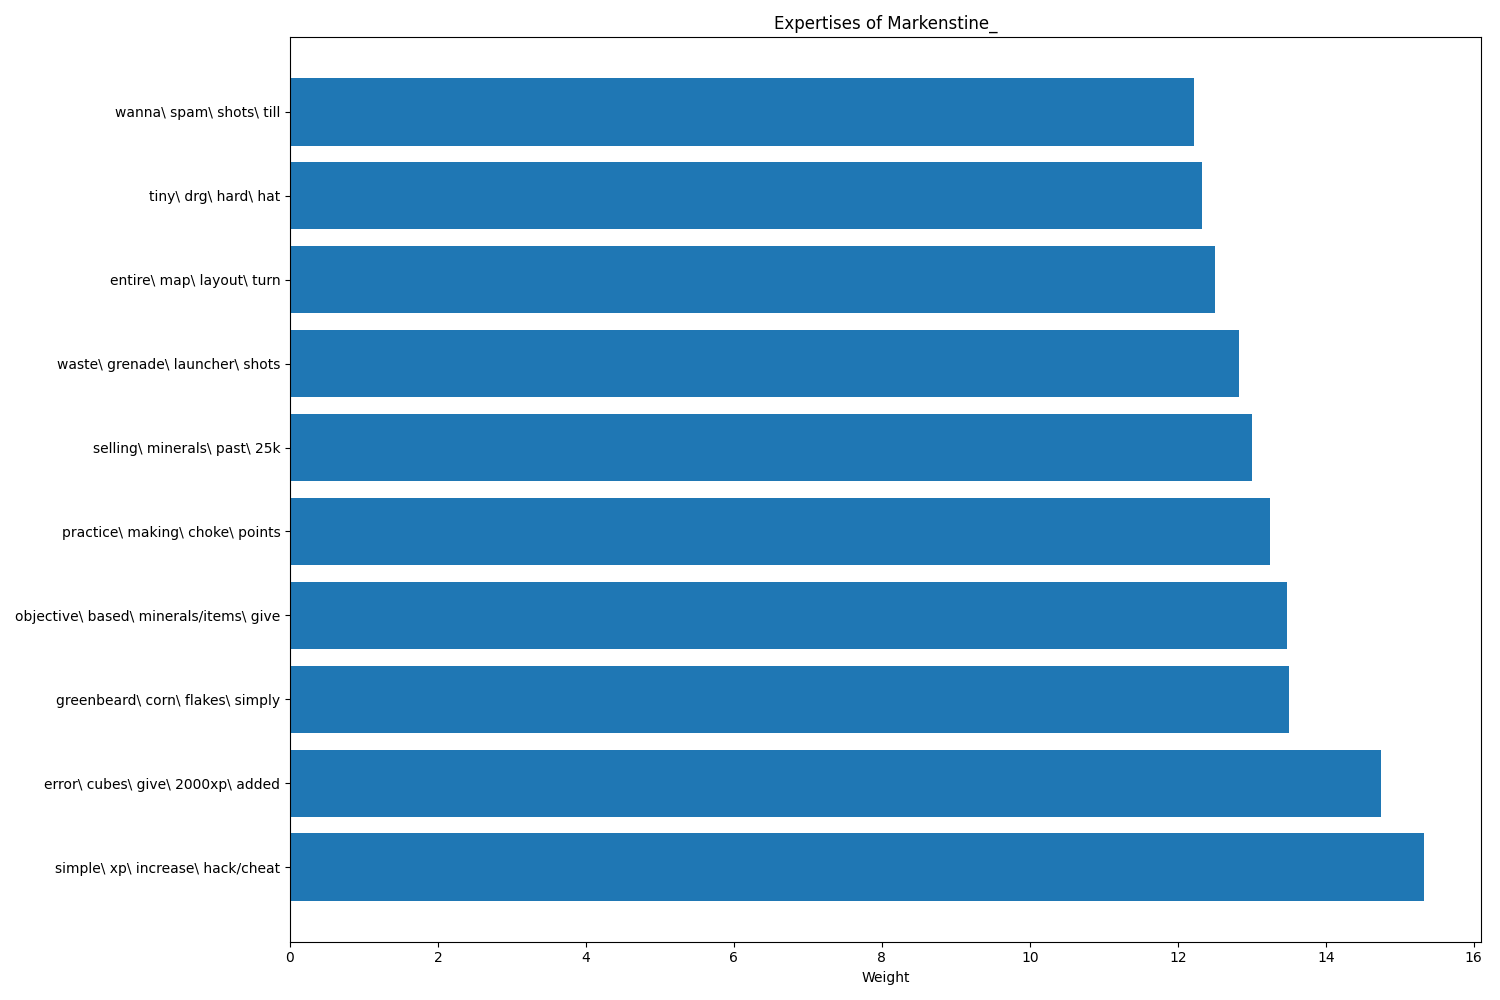 Expertises of Markenstine_
wanna\ spam\ shots\ till
tiny\ drg\ hard\ hat
entire\ map\ layout\ turn
waste\ grenade\ launcher\ shots
selling\ minerals\ past\ 25k
practice\ making\ choke\ points
objective\ based\ minerals/items\ give
greenbeard\ corn\ flakes\ simply
error\ cubes\ give\ 2000xp\ added
simple\ xp\ increase\ hack/cheat
0 2 4 6 8 10 12 14 16
Weight